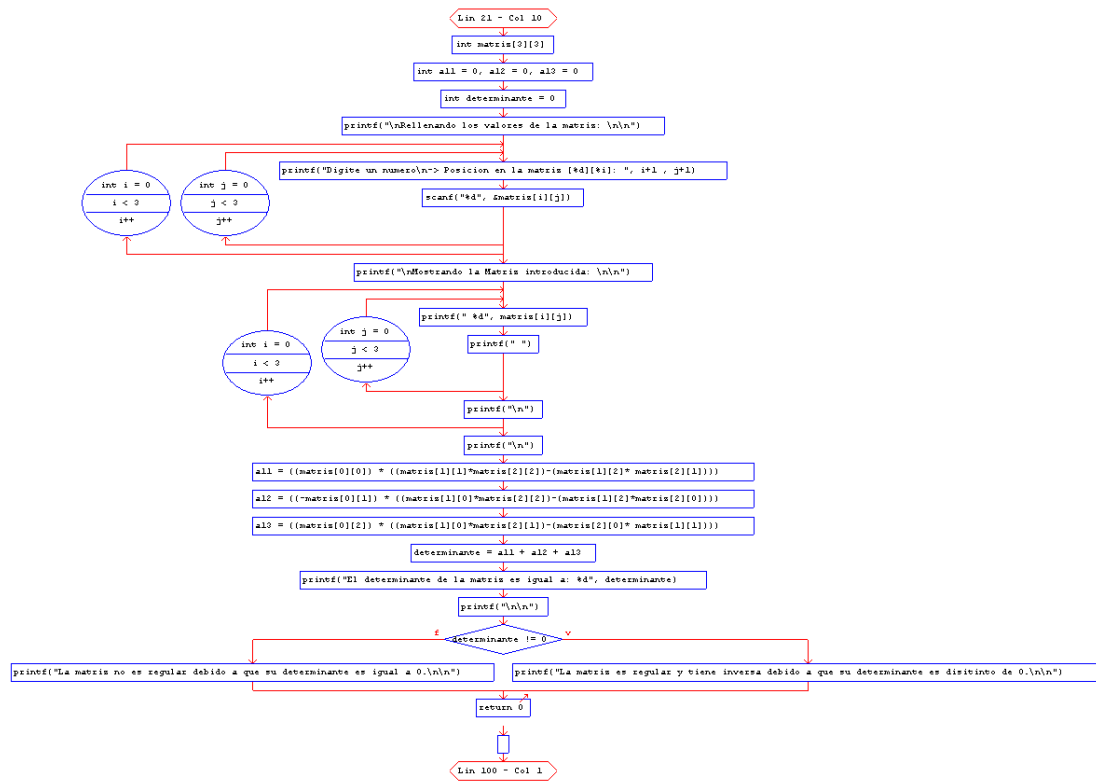 Lin 21 - Col 10
int matriz[3][3]
int a11 = 0, a12 = 0, a13 = 0
int determinante = 0
printf("\nRellenando los valores de la matriz: \n\n")
int i = 0
i < 3
i++
int j = 0
j < 3
j++
printf("Digite un numero\n-> Posicion en la matriz [%d][%i]: ", i+1 , j+1)
scanf("%d", &matriz[i][j])
printf("\nMostrando la Matriz introducida: \n\n")
int i = 0
i < 3
i++
int j = 0
j < 3
j++
printf(" %d", matriz[i][j])
printf(" ")
printf("\n")
printf("\n")
a11 = ((matriz[0][0]) * ((matriz[1][1]*matriz[2][2])-(matriz[1][2]* matriz[2][1])))
a12 = ((-matriz[0][1]) * ((matriz[1][0]*matriz[2][2])-(matriz[1][2]*matriz[2][0])))
a13 = ((matriz[0][2]) * ((matriz[1][0]*matriz[2][1])-(matriz[2][0]* matriz[1][1])))
determinante = a11 + a12 + a13
printf("El determinante de la matriz es igual a: %d", determinante)
printf("\n\n")
f
determinante != 0
v
printf("La matriz no es regular debido a que su determinante es igual a 0.\n\n")
printf("La matriz es regular y tiene inversa debido a que su determinante es disitinto de 0.\n\n")
return 0
Lin 100 - Col 1